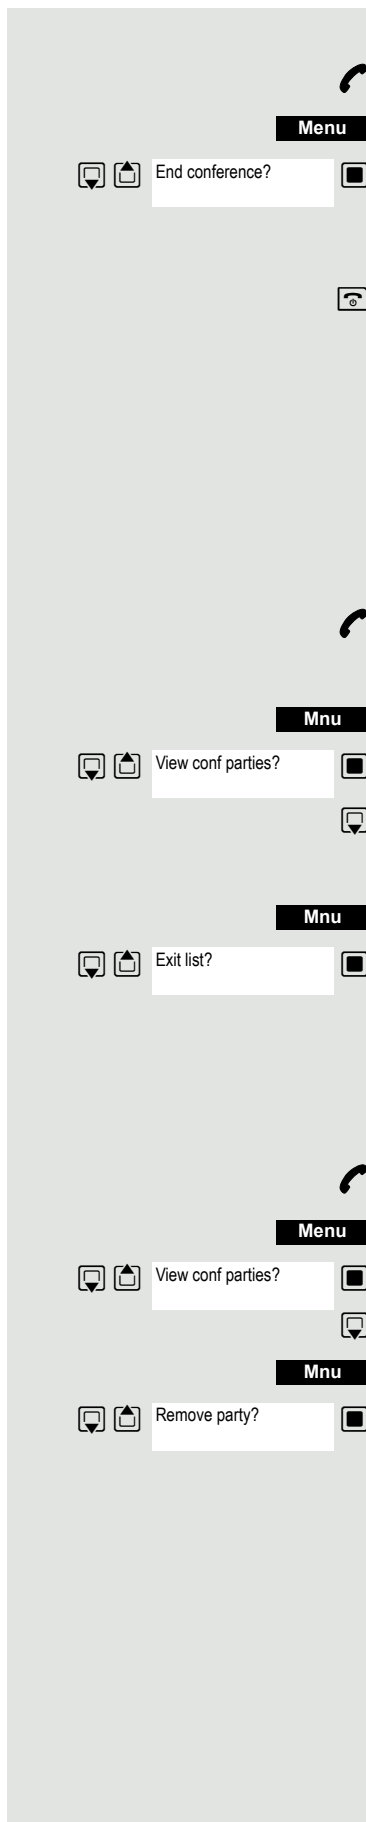 Menu
End conference?
Mnu
View conf parties?
Mnu
Exit list?
Menu
View conf parties?
Mnu
Remove party?